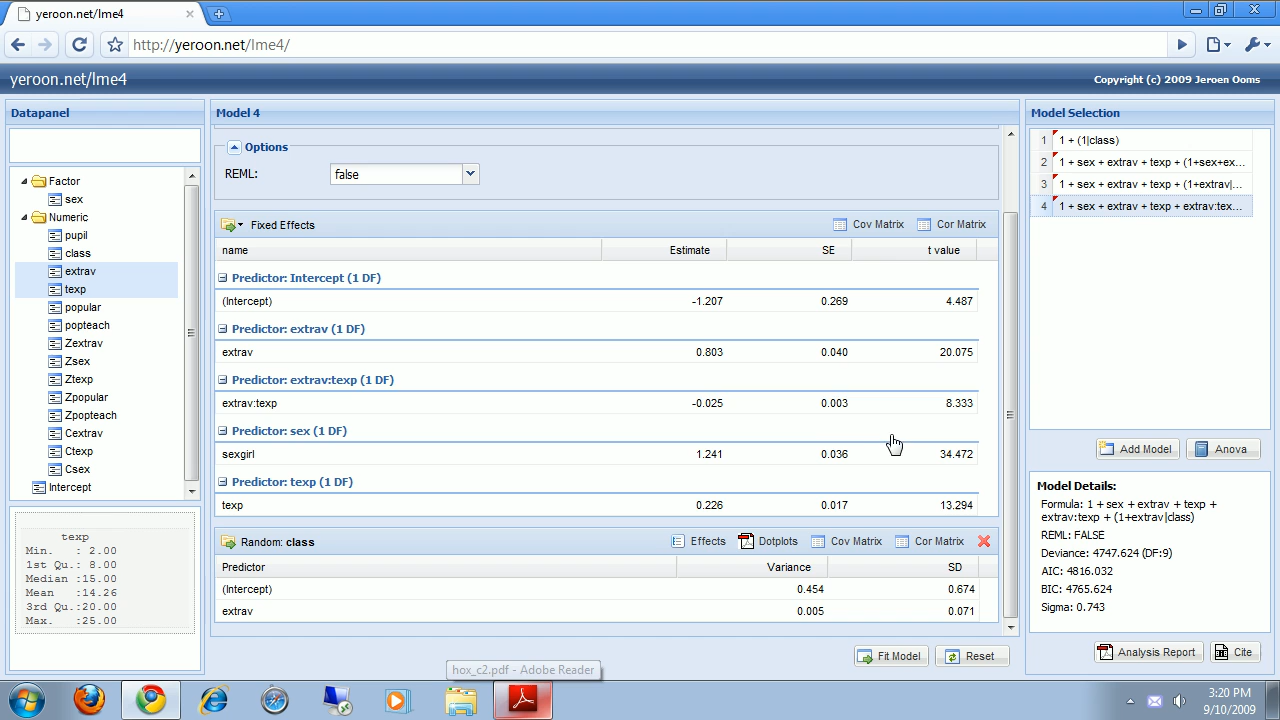 yeroon.net/lme4
http://yeroon.net/lme4/
yeroon.net/lme4
Copyright (c) 2009 Jeroen Ooms
Datapanel
Factor
sex
Numeric
pupil
class
extrav
texp
popular
popteach
Zextrav
Zsex
Ztexp
Zpopular
Zpopteach
Cextrav
Ctexp
Csex
Intercept
texp
Min. : 2.00
1st Qu.: 8.00
Median :15.00
Mean :14.26
3rd Qu.:20.00
Max. :25.00
Model 4
Options
REML: false
Fixed Effects Cov Matrix Cor Matrix
name Estimate SE t value
Predictor: Intercept (1 DF)
(Intercept) -1.207 0.269 4.487
Predictor: extrav (1 DF)
extrav 0.803 0.040 20.075
Predictor: extrav:texp (1 DF)
extrav:texp -0.025 0.003 8.333
Predictor: sex (1 DF)
sexgirl 1.241 0.036 34.472
Predictor: texp (1 DF)
texp 0.226 0.017 13.294
Random: class Effects Dotplots Cov Matrix Cor Matrix
Predictor Variance SD
(Intercept) 0.454 0.674
extrav 0.005 0.071
Fit Model Reset
Model Selection
1 1 + (1|class)
2 1 + sex + extrav + texp + (1+sex+ex...
3 1 + sex + extrav + texp + (1+extrav|...
4 1 + sex + extrav + texp + extrav:tex...
Add Model Anova
Model Details:
Formula: 1 + sex + extrav + texp +
extrav:texp + (1+extrav|class)
REML: FALSE
Deviance: 4747.624 (DF:9)
AIC: 4816.032
BIC: 4765.624
Sigma: 0.743
Analysis Report Cite
hox_c2.pdf - Adobe Reader
3:20 PM
9/10/2009